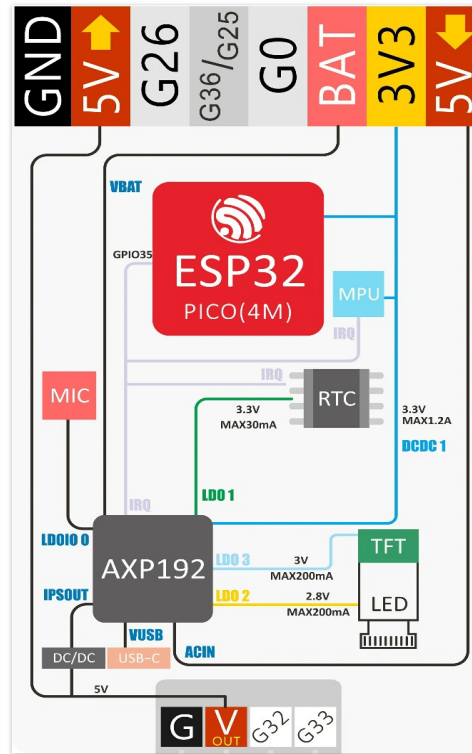 GND
5V
G26
G36/G25
G0
BAT
3V3
5V
VBAT
GPIO35
ESP32
PICO(4M)
MPU
IRQ
IRQ
MIC
RTC
3.3V
MAX30mA
3.3V
MAX1.2A
DCDC 1
LDO 1
IRQ
LDOIO 0
AXP192
LDO 3
3V
MAX200mA
TFT
IPSOUT
LDO 2
2.8V
MAX200mA
LED
VUSB
ACIN
DC/DC
USB-C
5V
G
V
OUT
G32
G33